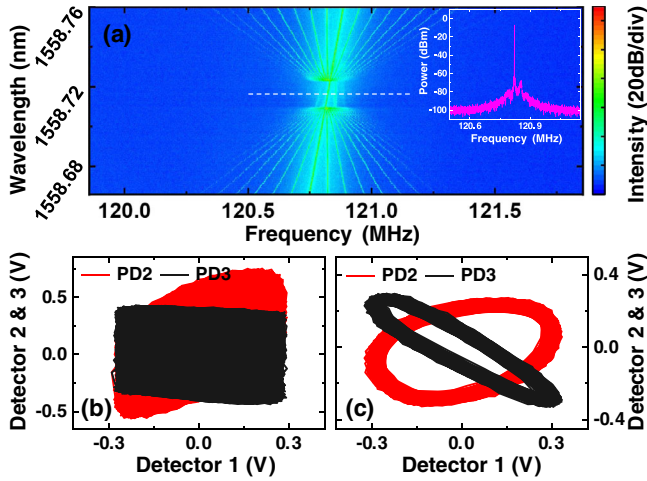 (a)
Wavelength (nm)
1558.76
1558.72
1558.68
120.0
120.5
121.0
121.5
Frequency (MHz)
Power (dBm)
0
-20
-40
-60
-80
-100
120.6
120.9
Frequency (MHz)
Intensity (20dB/div)
PD2
PD3
Detector 2 & 3 (V)
0.5
0.0
-0.5
(b)
-0.3
0.0
0.3
Detector 1 (V)
PD2
PD3
(c)
0.4
0.0
-0.4
Detector 2 & 3 (V)
-0.3
0.0
0.3
Detector 1 (V)